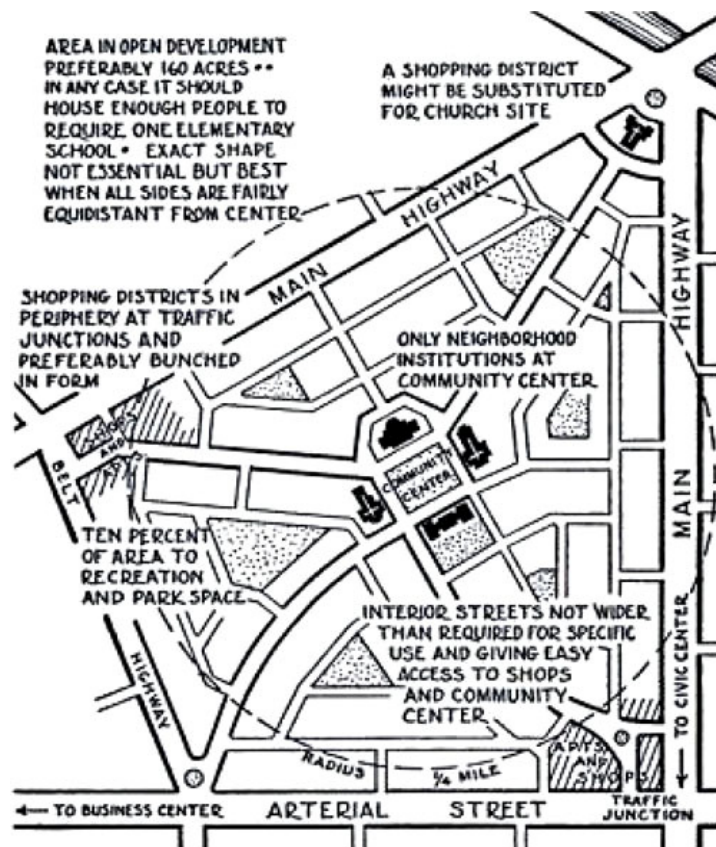 AREA IN OPEN DEVELOPMENT
PREFERABLY 160 ACRES ••
IN ANY CASE IT SHOULD
HOUSE ENOUGH PEOPLE TO
REQUIRE ONE ELEMENTARY
SCHOOL • EXACT SHAPE
NOT ESSENTIAL BUT BEST
WHEN ALL SIDES ARE FAIRLY
EQUIDISTANT FROM CENTER
A SHOPPING DISTRICT
MIGHT BE SUBSTITUTED
FOR CHURCH SITE
MAIN HIGHWAY
HIGHWAY
MAIN
SHOPPING DISTRICTS IN
PERIPHERY AT TRAFFIC
JUNCTIONS AND
PREFERABLY BUNCHED
IN FORM
ONLY NEIGHBORHOOD
INSTITUTIONS AT
COMMUNITY CENTER
SHOPS
AND
APTS
BELT
HIGHWAY
COMMUNITY
CENTER
TEN PERCENT
OF AREA TO
RECREATION
AND PARK SPACE
INTERIOR STREETS NOT WIDER
THAN REQUIRED FOR SPECIFIC
USE AND GIVING EASY
ACCESS TO SHOPS
AND COMMUNITY
CENTER
TO CIVIC CENTER
RADIUS ¼ MILE
APTS
AND
SHOPS
TO BUSINESS CENTER
ARTERIAL STREET
TRAFFIC
JUNCTION